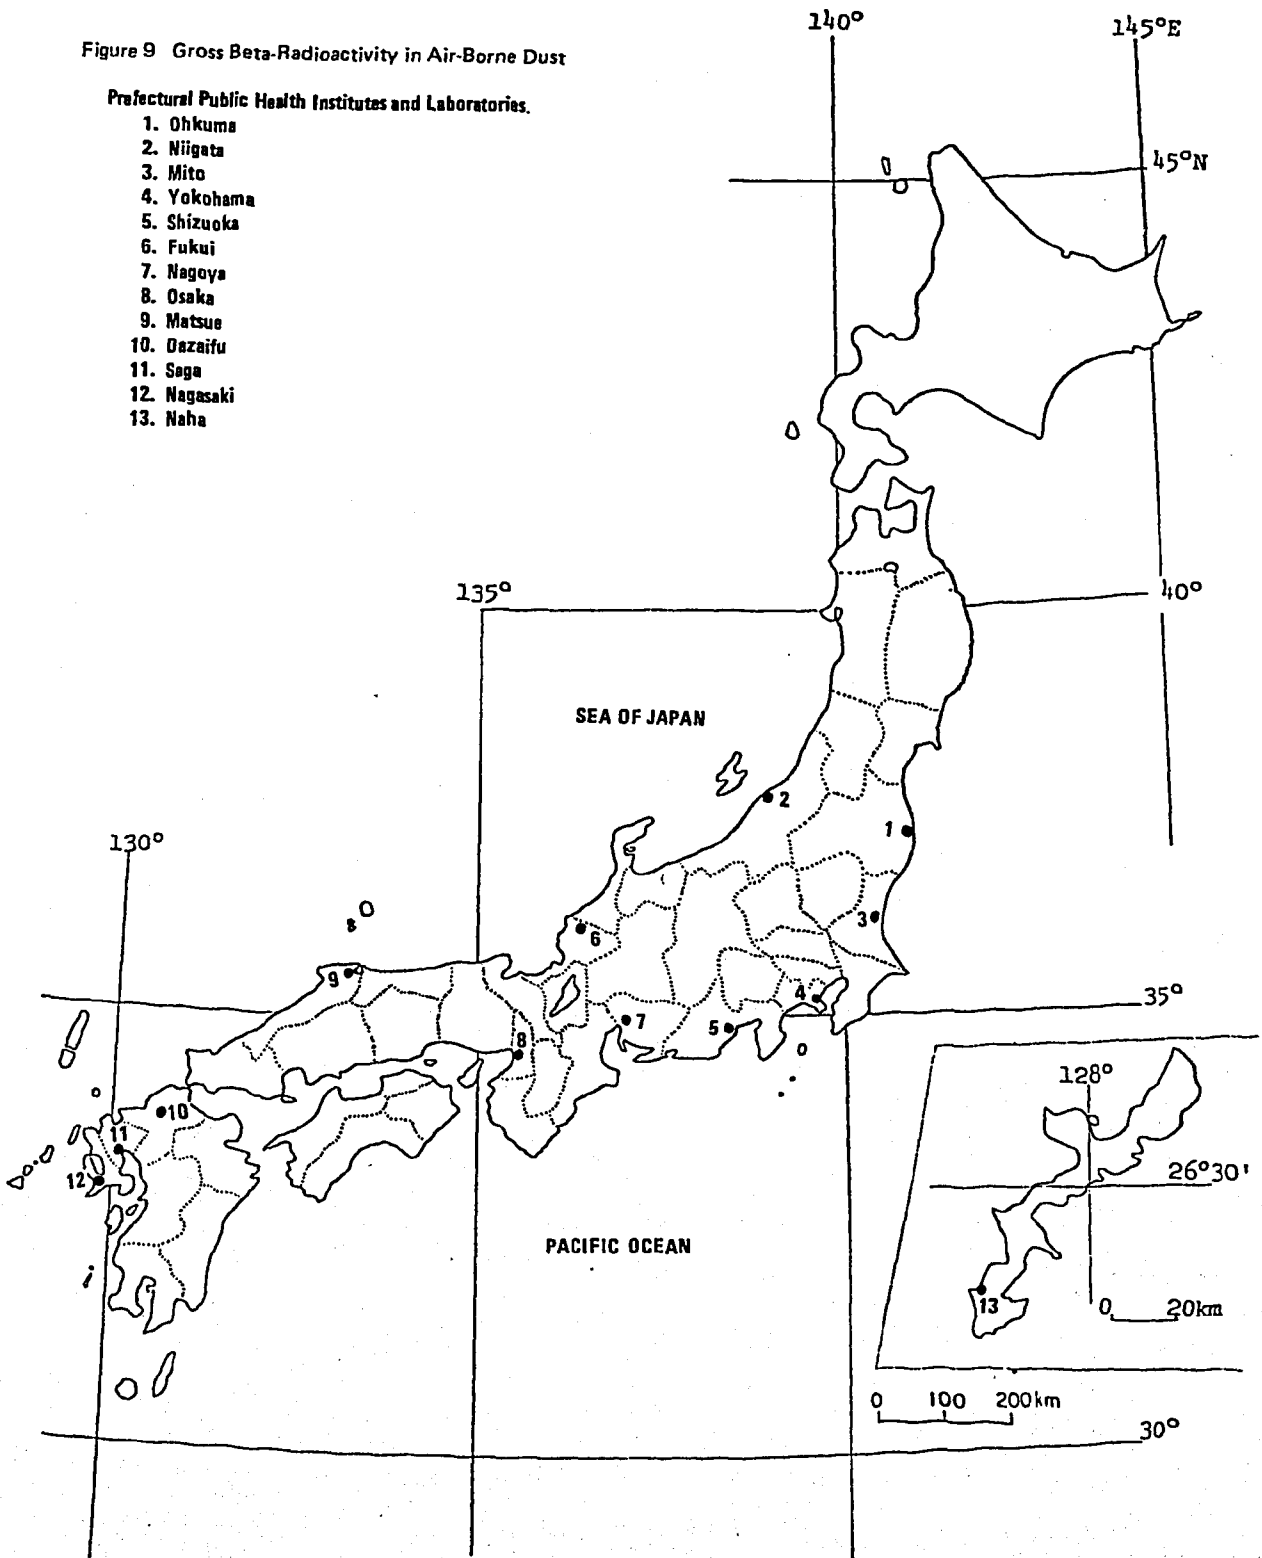 Figure 9 Gross Beta-Radioactivity in Air-Borne Dust
Prefectural Public Health Institutes and Laboratories.
1. Ohkuma
2. Niigata
3. Mito
4. Yokohama
5. Shizuoka
6. Fukui
7. Nagoya
8. Osaka
9. Matsue
10. Dazaifu
11. Saga
12. Nagasaki
13. Naha
140°
145°E
45°N
135°
40°
SEA OF JAPAN
2
1
130°
3
6
9
4
35°
7
5
8
128°
10
11
12
26°30'
PACIFIC OCEAN
13
0 20km
0 100 200km
30°